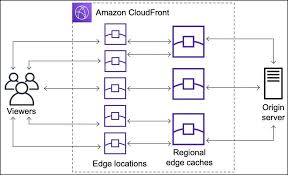 Amazon CloudFront
Viewers
Origin
server
Edge locations
Regional
edge caches